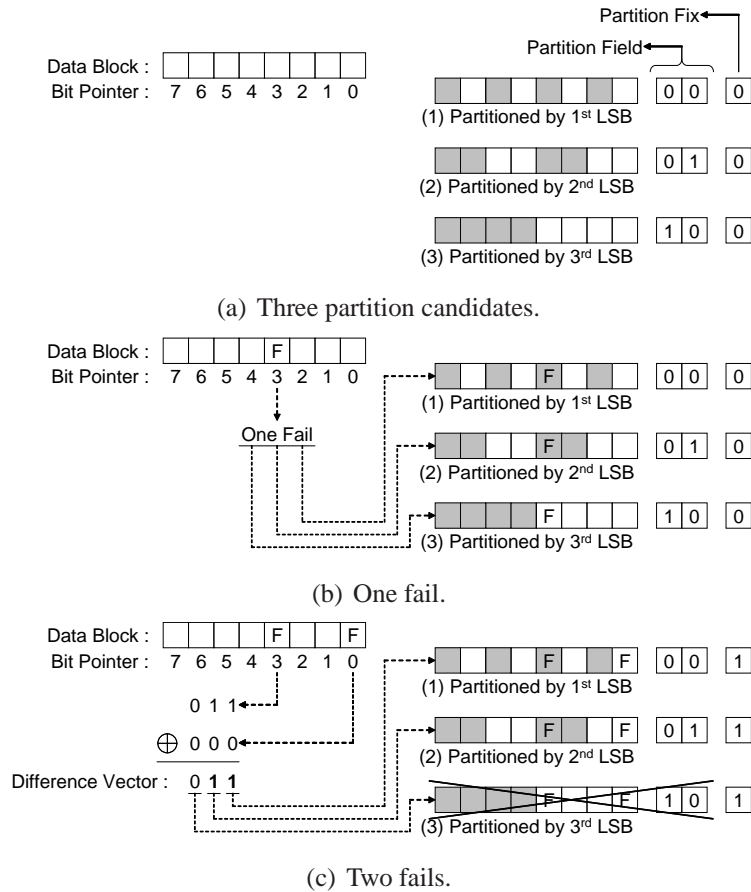 Partition Fix
Partition Field
Data Block :
Bit Pointer : 7 6 5 4 3 2 1 0
0 0 0
(1) Partitioned by 1st LSB
0 1 0
(2) Partitioned by 2nd LSB
1 0 0
(3) Partitioned by 3rd LSB
(a) Three partition candidates.
Data Block : F
Bit Pointer : 7 6 5 4 3 2 1 0
One Fail
F 0 0 0
(1) Partitioned by 1st LSB
F 0 1 0
(2) Partitioned by 2nd LSB
F 1 0 0
(3) Partitioned by 3rd LSB
(b) One fail.
Data Block : F F
Bit Pointer : 7 6 5 4 3 2 1 0
0 1 1
⊕ 0 0 0
Difference Vector : 0 1 1
F F 0 0 1
(1) Partitioned by 1st LSB
F F 0 1 1
(2) Partitioned by 2nd LSB
F F 1 0 1
(3) Partitioned by 3rd LSB
(c) Two fails.